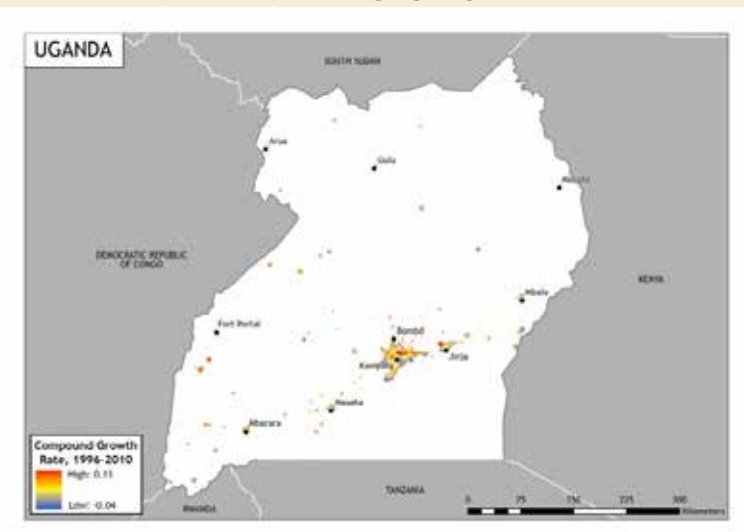 UGANDA
SOUTH SUDAN
Arua
Gulu
DEMOCRATIC REPUBLIC
OF CONGO
KENYA
Mbale
Fort Portal
Bombo
Kampala
Jinja
Masaka
Mbarara
Compound Growth
Rate, 1996-2010
High: 0.11
Low: -0.04
RWANDA
TANZANIA
0 75 150 225 300
Kilometers